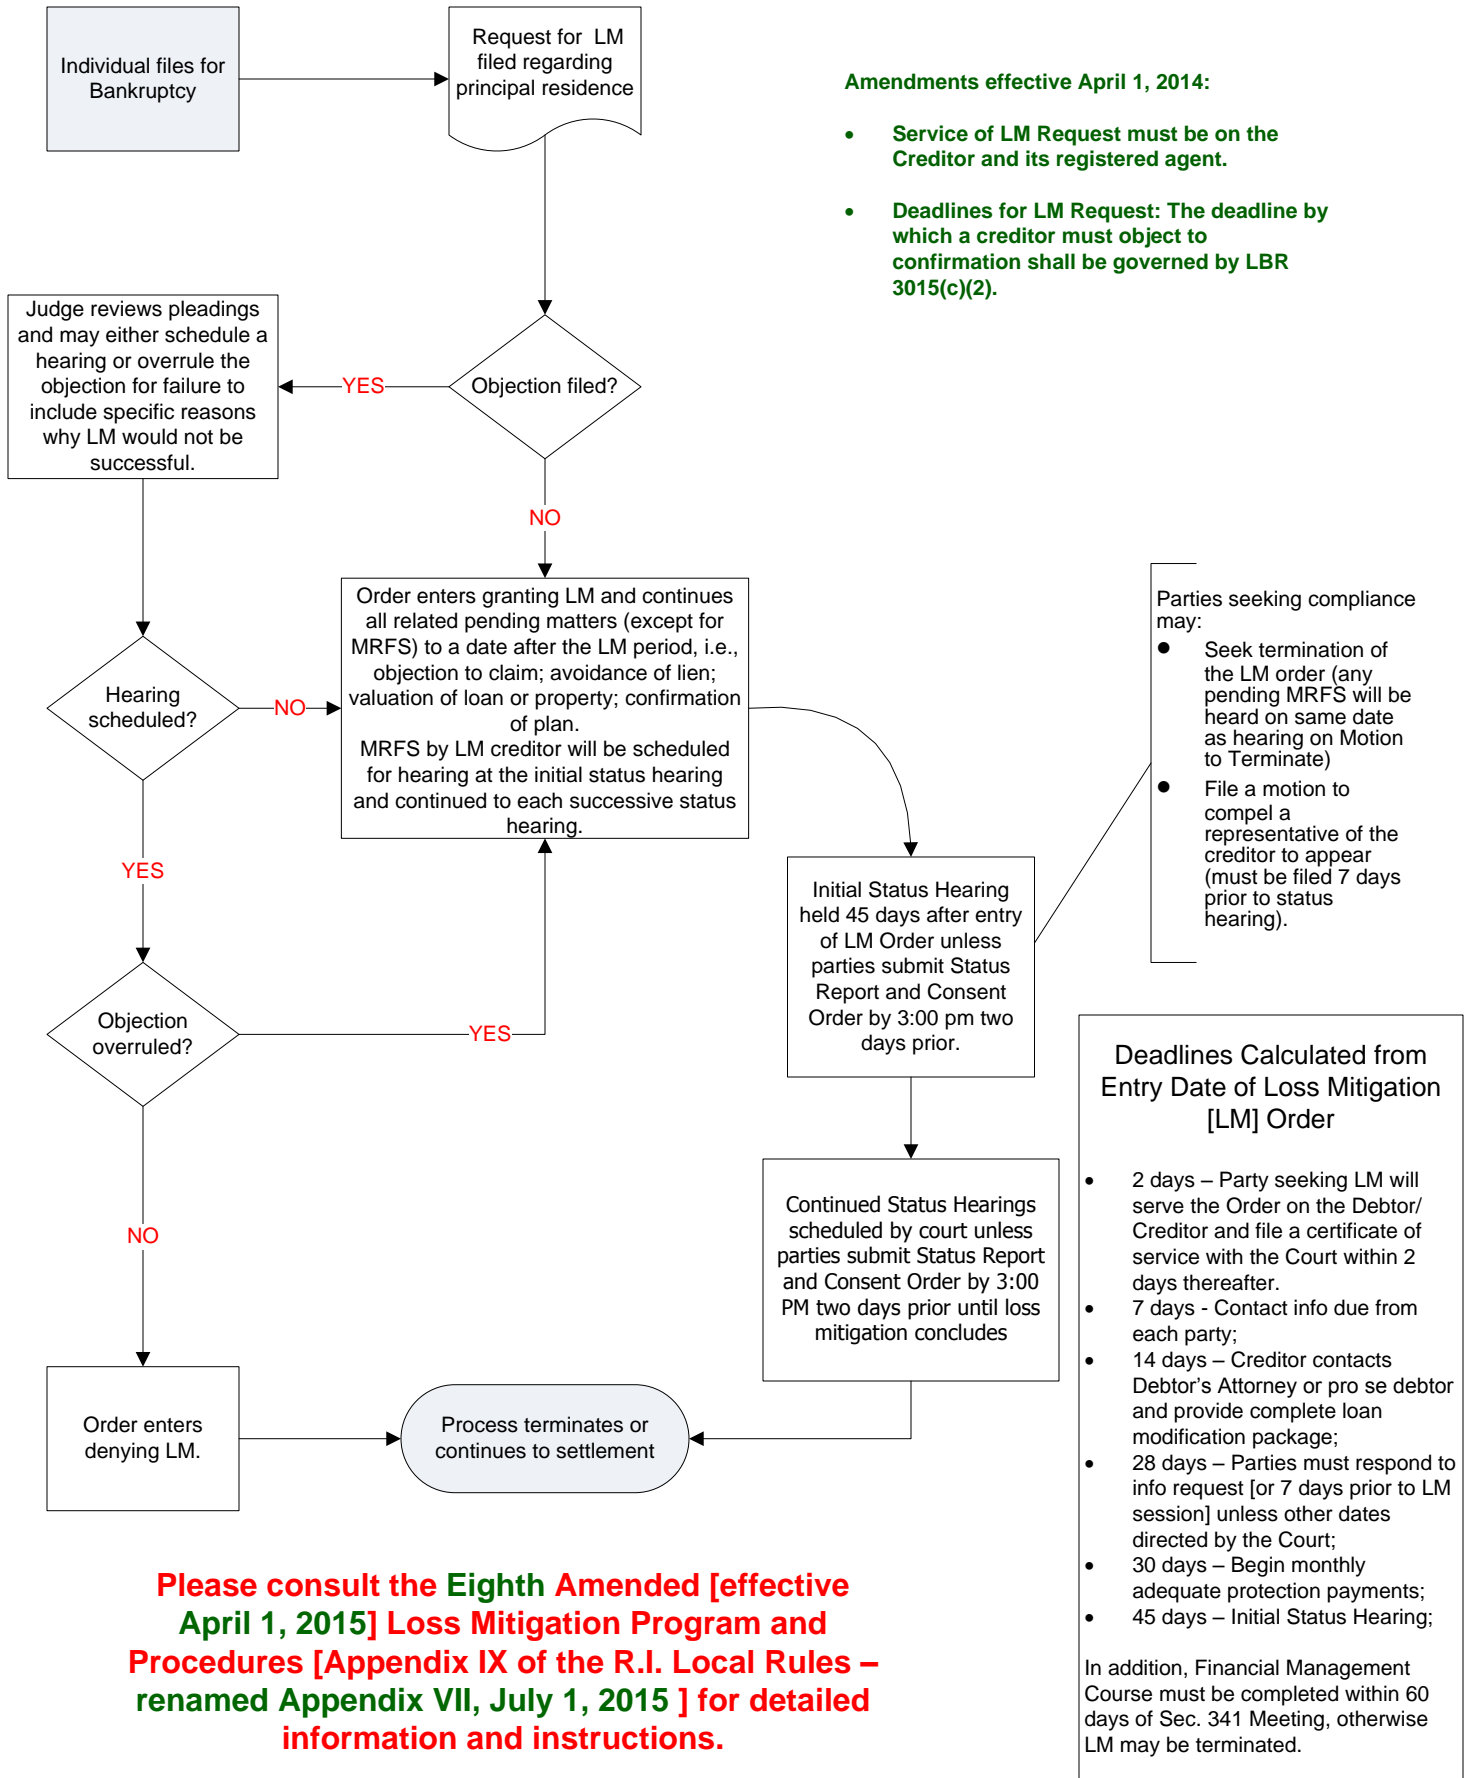 Individual files for
Bankruptcy
Request for LM
filed regarding
principal residence
Amendments effective April 1, 2014:
• Service of LM Request must be on the
Creditor and its registered agent.
• Deadlines for LM Request: The deadline by
which a creditor must object to
confirmation shall be governed by LBR
3015(c)(2).
Judge reviews pleadings
and may either schedule a
hearing or overrule the
objection for failure to
include specific reasons
why LM would not be
successful.
YES
Objection filed?
NO
Order enters granting LM and continues
all related pending matters (except for
MRFS) to a date after the LM period, i.e.,
objection to claim; avoidance of lien;
valuation of loan or property; confirmation
of plan.
MRFS by LM creditor will be scheduled
for hearing at the initial status hearing
and continued to each successive status
hearing.
Parties seeking compliance
may:
● Seek termination of
the LM order (any
pending MRFS will be
heard on same date
as hearing on Motion
to Terminate)
● File a motion to
compel a
representative of the
creditor to appear
(must be filed 7 days
prior to status
hearing).
Hearing
scheduled?
NO
YES
Initial Status Hearing
held 45 days after entry
of LM Order unless
parties submit Status
Report and Consent
Order by 3:00 pm two
days prior.
Objection
overruled?
YES
NO
Continued Status Hearings
scheduled by court unless
parties submit Status Report
and Consent Order by 3:00
PM two days prior until loss
mitigation concludes
Order enters
denying LM.
Process terminates or
continues to settlement
Deadlines Calculated from
Entry Date of Loss Mitigation
[LM] Order
• 2 days – Party seeking LM will
serve the Order on the Debtor/
Creditor and file a certificate of
service with the Court within 2
days thereafter.
• 7 days - Contact info due from
each party;
• 14 days – Creditor contacts
Debtor's Attorney or pro se debtor
and provide complete loan
modification package;
• 28 days – Parties must respond to
info request [or 7 days prior to LM
session] unless other dates
directed by the Court;
• 30 days – Begin monthly
adequate protection payments;
• 45 days – Initial Status Hearing;
In addition, Financial Management
Course must be completed within 60
days of Sec. 341 Meeting, otherwise
LM may be terminated.
Please consult the Eighth Amended [effective
April 1, 2015] Loss Mitigation Program and
Procedures [Appendix IX of the R.I. Local Rules –
renamed Appendix VII, July 1, 2015 ] for detailed
information and instructions.